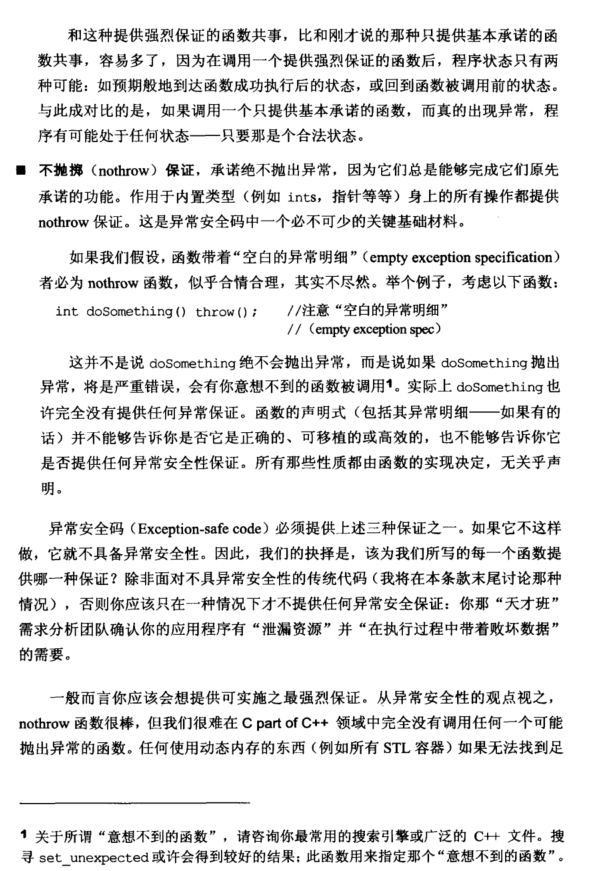 和这种提供强烈保证的函数共事，比和刚才说的那种只提供基本承诺的函
数共事，容易多了，因为在调用一个提供强烈保证的函数后，程序状态只有两
种可能：如预期般地到达函数成功执行后的状态，或回到函数被调用前的状态。
与此成对比的是，如果调用一个只提供基本承诺的函数，而真的出现异常，程
序有可能处于任何状态——只要那是个合法状态。
■ 不抛掷（nothrow）保证，承诺绝不抛出异常，因为它们总是能够完成它们原先
承诺的功能。作用于内置类型（例如 ints，指针等等）身上的所有操作都提供
nothrow 保证。这是异常安全码中一个必不可少的关键基础材料。
如果我们假设，函数带着“空白的异常明细”（empty exception specification）
者必为 nothrow 函数，似乎合情合理，其实不尽然。举个例子，考虑以下函数：
int doSomething() throw(); //注意“空白的异常明细”
//（empty exception spec）
这并不是说 doSomething 绝不会抛出异常，而是说如果 doSomething 抛出
异常，将是严重错误，会有你意想不到的函数被调用1。实际上 doSomething 也
许完全没有提供任何异常保证。函数的声明式（包括其异常明细——如果有的
话）并不能够告诉你是否它是正确的、可移植的或高效的，也不能够告诉你它
是否提供任何异常安全性保证。所有那些性质都由函数的实现决定，无关乎声
明。
异常安全码（Exception-safe code）必须提供上述三种保证之一。如果它不这样
做，它就不具备异常安全性。因此，我们的抉择是，该为我们所写的每一个函数提
供哪一种保证？除非面对不具异常安全性的传统代码（我将在本条款末尾讨论那种
情况），否则你应该只在一种情况下才不提供任何异常安全保证：你那“天才班”
需求分析团队确认你的应用程序有“泄漏资源”并“在执行过程中带着败坏数据”
的需要。
一般而言你应该会想提供可实施之最强烈保证。从异常安全性的观点视之，
nothrow 函数很棒，但我们很难在 C part of C++ 领域中完全没有调用任何一个可能
抛出异常的函数。任何使用动态内存的东西（例如所有 STL 容器）如果无法找到足
1 关于所谓“意想不到的函数”，请咨询你最常用的搜索引擎或广泛的 C++ 文件。搜
寻 set_unexpected 或许会得到较好的结果；此函数用来指定那个“意想不到的函数”。